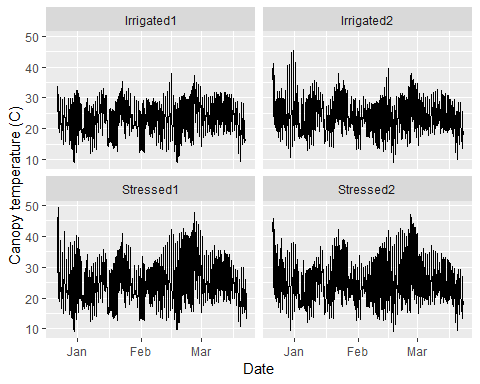 Irrigated1 Irrigated2
50
40
30
20
10
Stressed1 Stressed2
50
40
30
20
10
Canopy temperature (C)
Jan Feb Mar Jan Feb Mar
Date